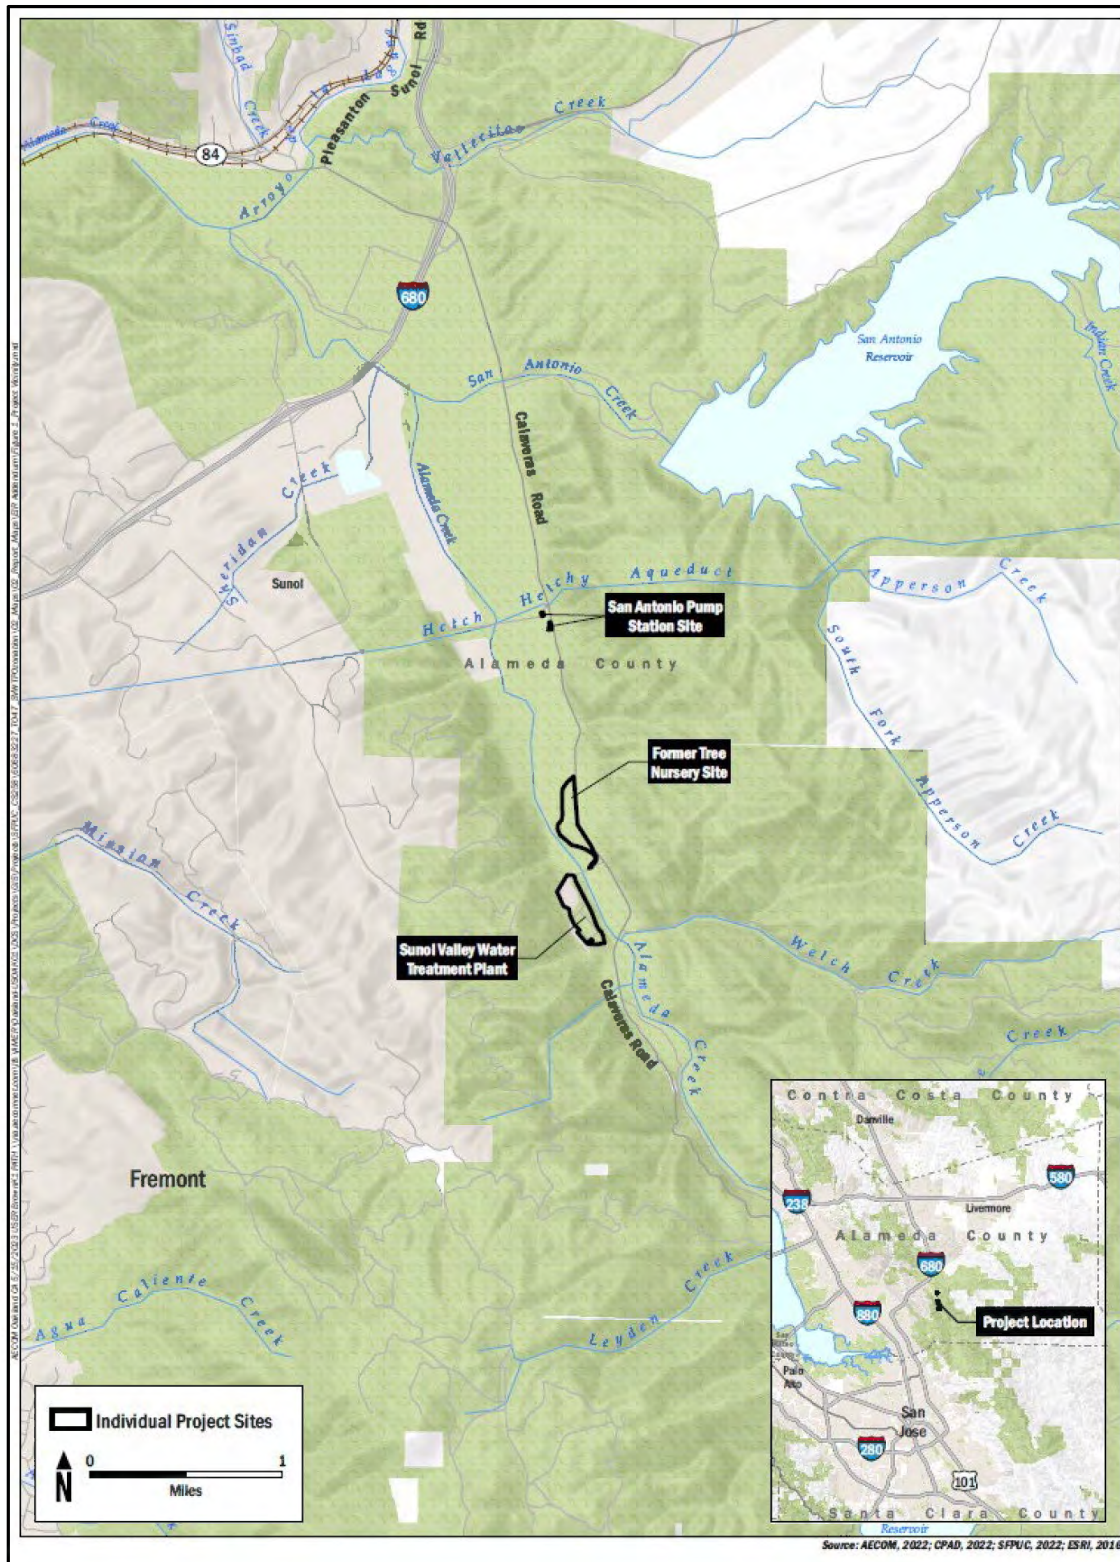 Sinbad
Creek
Arroyo
de
la
Laguna
Pleasanton
Sunol
Rd
Alameda
Creek
84
Vallecitos
Creek
680
San Antonio
Reservoir
Indian Creek
San
Antonio
Creek
Calaveras
Road
Alameda Creek
Sheridan
Creek
Sunol
Hetch
Hetchy
Aqueduct
Apperson
Creek
San Antonio Pump
Station Site
Alameda County
South
Fork
Apperson
Creek
Former Tree
Nursery Site
Mission
Creek
Sunol Valley Water
Treatment Plant
Welch
Creek
Alameda
Creek
Calaveras Road
Creek
Fremont
Agua
Caliente
Creek
Leyden
Creek
Contra Costa County
Danville
580
238
Livermore
Alameda County
680
880
Project Location
Palo
Alto
San
Jose
280
101
Santa Clara County
Reservoir
Individual Project Sites
N
0
1
Miles
Source: AECOM, 2022; CPAD, 2022; SFPUC, 2022; ESRI, 201